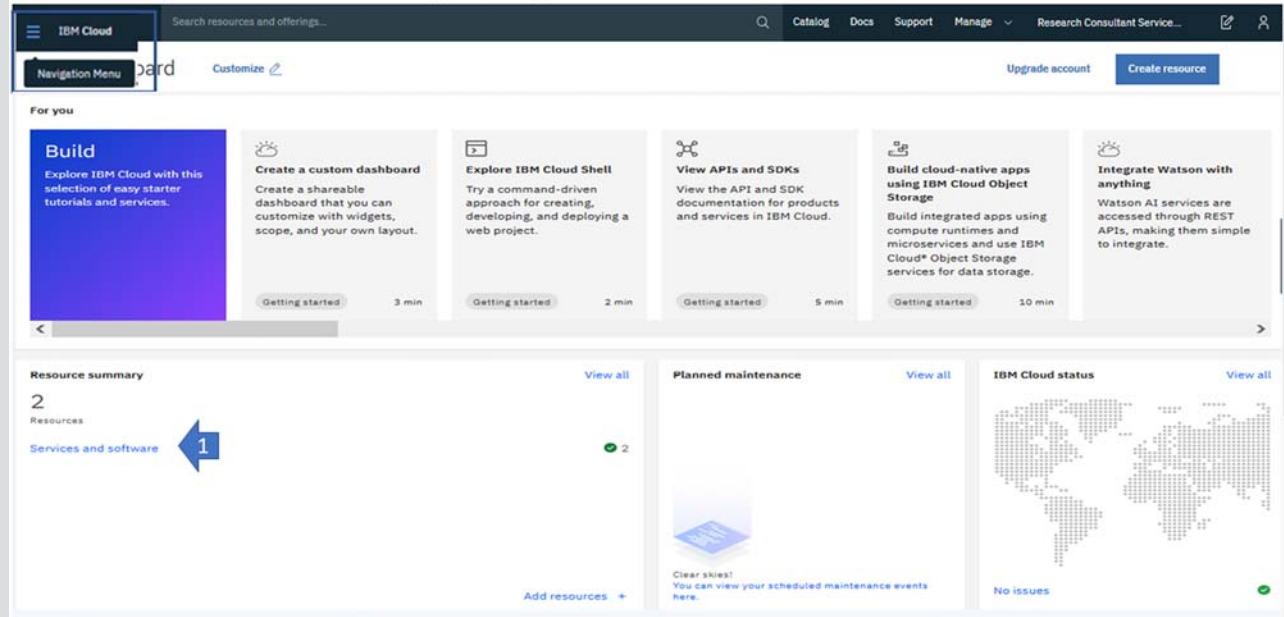 IBM Cloud
Search resources and offerings...
Catalog
Docs
Support
Manage
Research Consultant Service...
Navigation Menu
oard
Customize
Upgrade account
Create resource
For you
Build
Explore IBM Cloud with this
selection of easy starter
tutorials and services.
Create a custom dashboard
Create a shareable
dashboard that you can
customize with widgets,
scope, and your own layout.
Getting started
3 min
Explore IBM Cloud Shell
Try a command-driven
approach for creating,
developing, and deploying a
web project.
Getting started
2 min
View APIs and SDKs
View the API and SDK
documentation for products
and services in IBM Cloud.
Getting started
5 min
Build cloud-native apps
using IBM Cloud Object
Storage
Build integrated apps using
compute runtimes and
microservices and use IBM
Cloud® Object Storage
services for data storage.
Getting started
10 min
Integrate Watson with
anything
Watson AI services are
accessed through REST
APIs, making them simple
to integrate.
Resource summary
View all
2
Resources
Services and software
1
2
Add resources +
Planned maintenance
View all
Clear skies!
You can view your scheduled maintenance events
here.
IBM Cloud status
View all
No issues